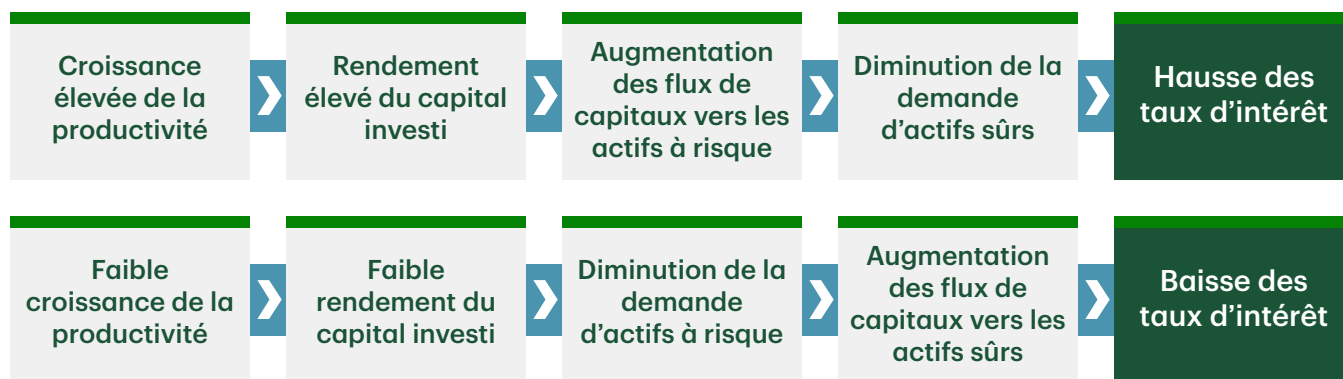 Croissance
élevée de la
productivité
Rendement
élevé du capital
investi
Augmentation
des flux de
capitaux vers les
actifs à risque
Diminution de la
demande
d'actifs sûrs
Hausse des
taux d'intérêt
Faible
croissance de la
productivité
Faible
rendement du
capital investi
Diminution de la
demande
d'actifs à risque
Augmentation
des flux de
capitaux vers les
actifs sûrs
Baisse des
taux d'intérêt